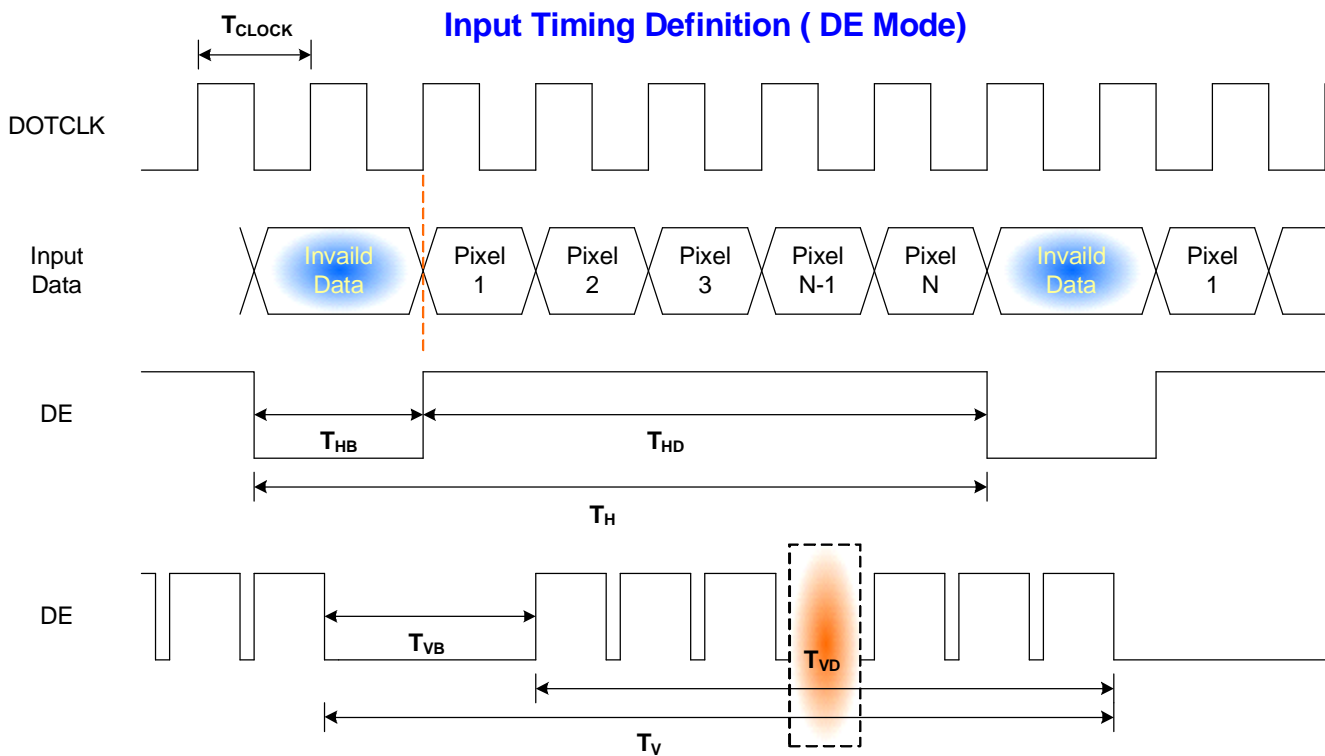 Input Timing Definition ( DE Mode)
TCLOCK
DOTCLK
Input
Data
Invaild
Data
Pixel
1
Pixel
2
Pixel
3
Pixel
N-1
Pixel
N
Invaild
Data
Pixel
1
DE
THB
THD
TH
DE
TVB
TVD
TV